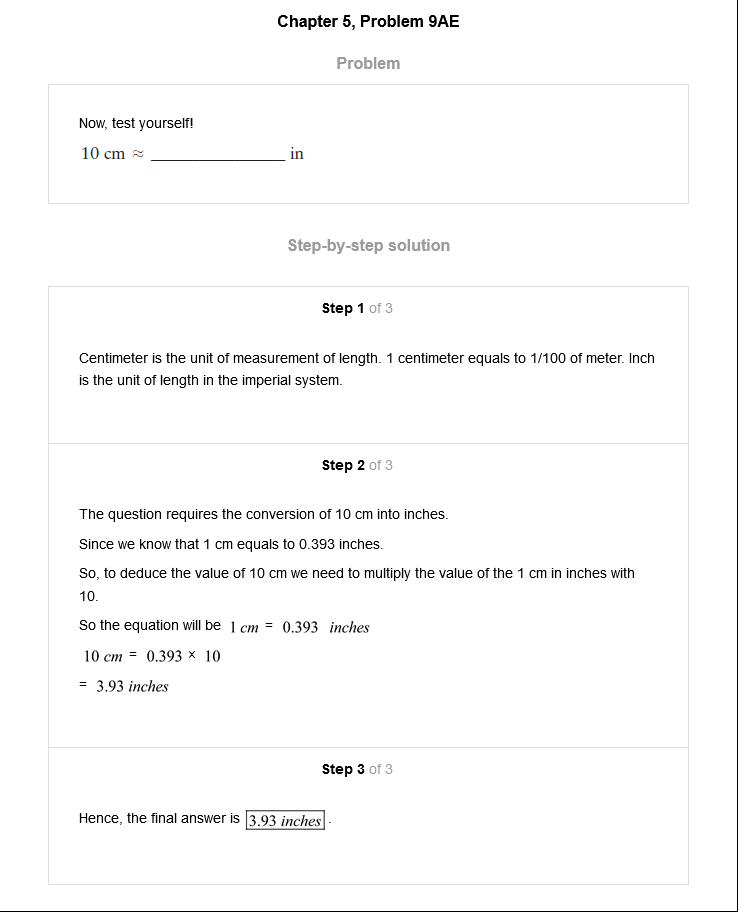 Chapter 5, Problem 9AE
Problem
Now, test yourself!
10 cm ≈ ________________ in
Step-by-step solution
Step 1 of 3
Centimeter is the unit of measurement of length. 1 centimeter equals to 1/100 of meter. Inch
is the unit of length in the imperial system.
Step 2 of 3
The question requires the conversion of 10 cm into inches.
Since we know that 1 cm equals to 0.393 inches.
So, to deduce the value of 10 cm we need to multiply the value of the 1 cm in inches with
10.
So the equation will be 1 cm = 0.393 inches
10 cm = 0.393 × 10
= 3.93 inches
Step 3 of 3
Hence, the final answer is 3.93 inches .